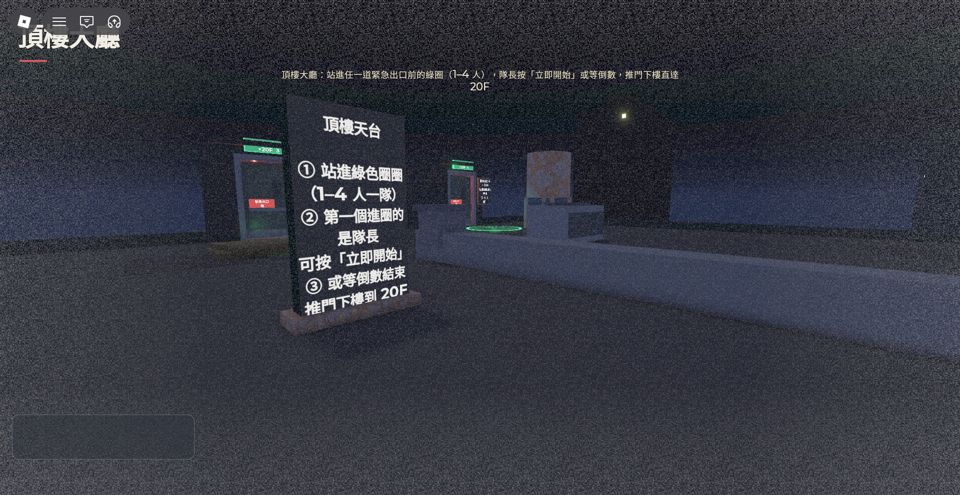 頂樓大廳
頂樓大廳：站進任一道緊急出口前的綠圈（1–4 人），隊長按「立即開始」或等倒數，推門下樓直達
20F
頂樓天台
① 站進綠色圈圈
（1–4 人一隊）
② 第一個進圈的
是隊長
可按「立即開始」
③ 或等倒數結束
推門下樓到 20F